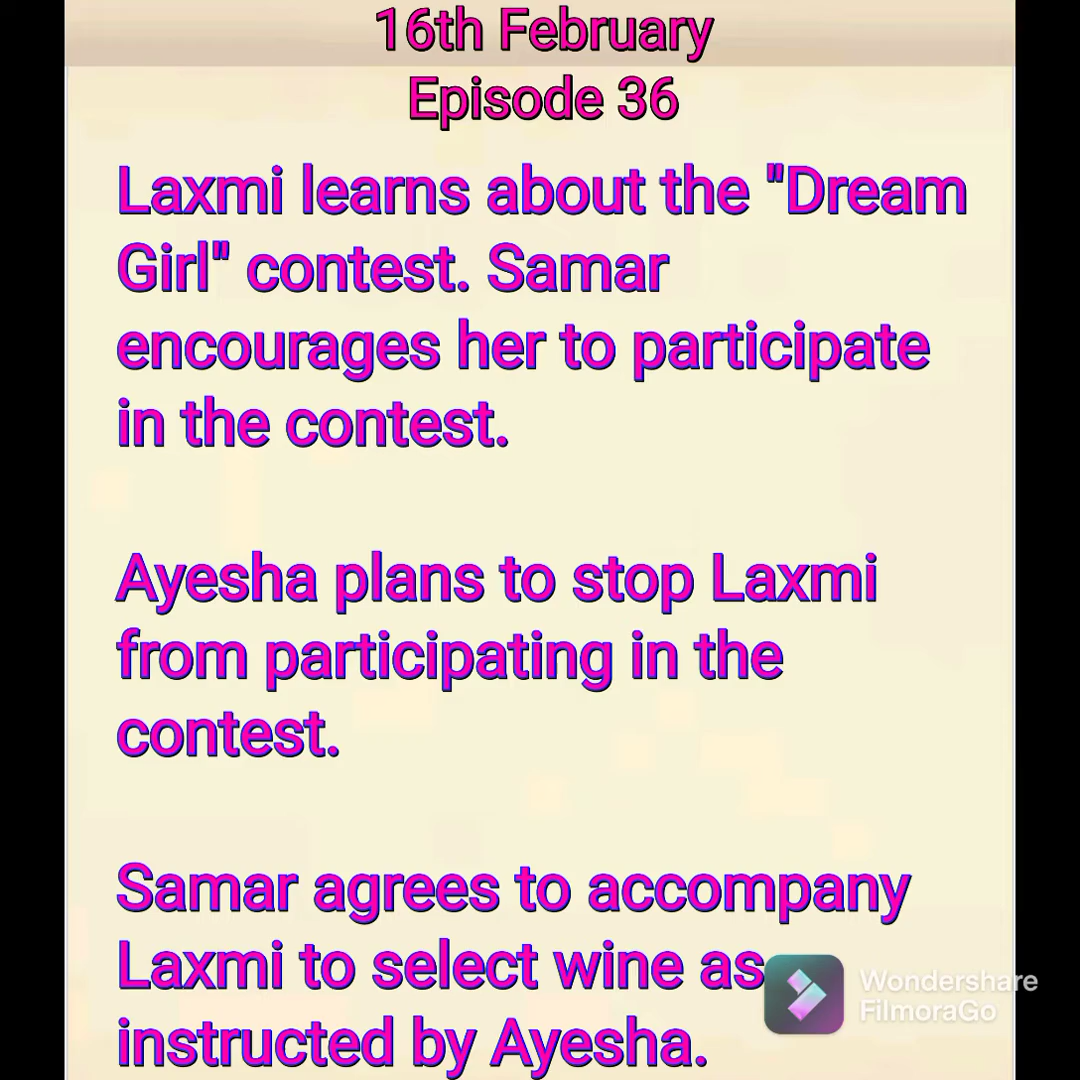 16th February
Episode 36
Laxmi learns about the "Dream
Girl" contest. Samar
encourages her to participate
in the contest.
Ayesha plans to stop Laxmi
from participating in the
contest.
Samar agrees to accompany
Laxmi to select wine as
instructed by Ayesha.
Wondershare
FilmoraGo